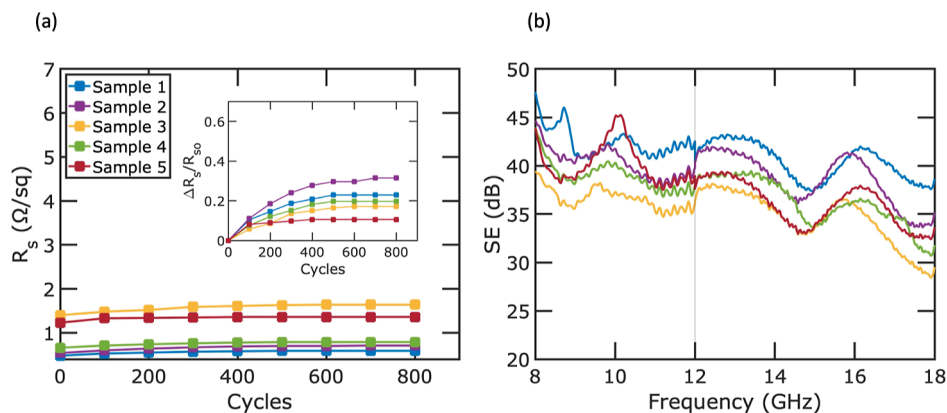 (a)
(b)
7
6
5
4
3
2
1
R_s (Ω/sq)
0
200
400
600
800
Cycles
Sample 1
Sample 2
Sample 3
Sample 4
Sample 5
0.6
0.4
0.2
0
ΔR_s/R_so
0
200
400
600
800
Cycles
50
45
40
35
30
25
20
SE (dB)
8
10
12
14
16
18
Frequency (GHz)